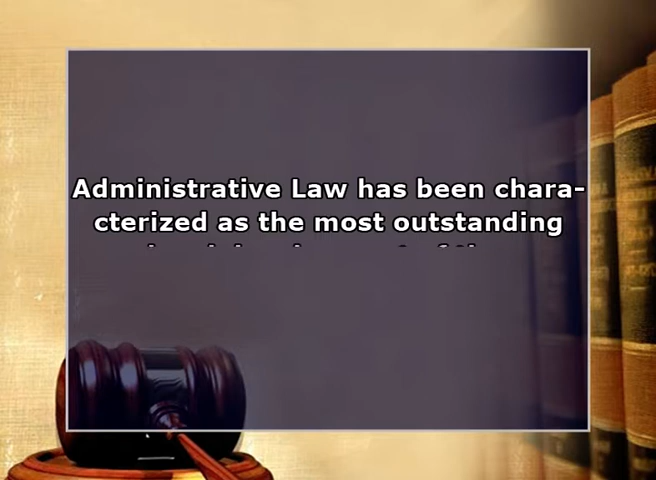 Administrative Law has been chara-
cterized as the most outstanding